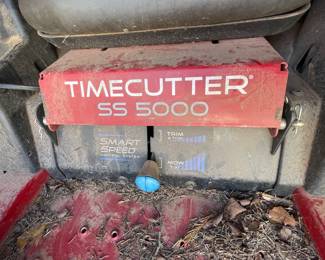 TIMECUTTER®
SS 5000
SMART
SPEED
TRIM
MOW